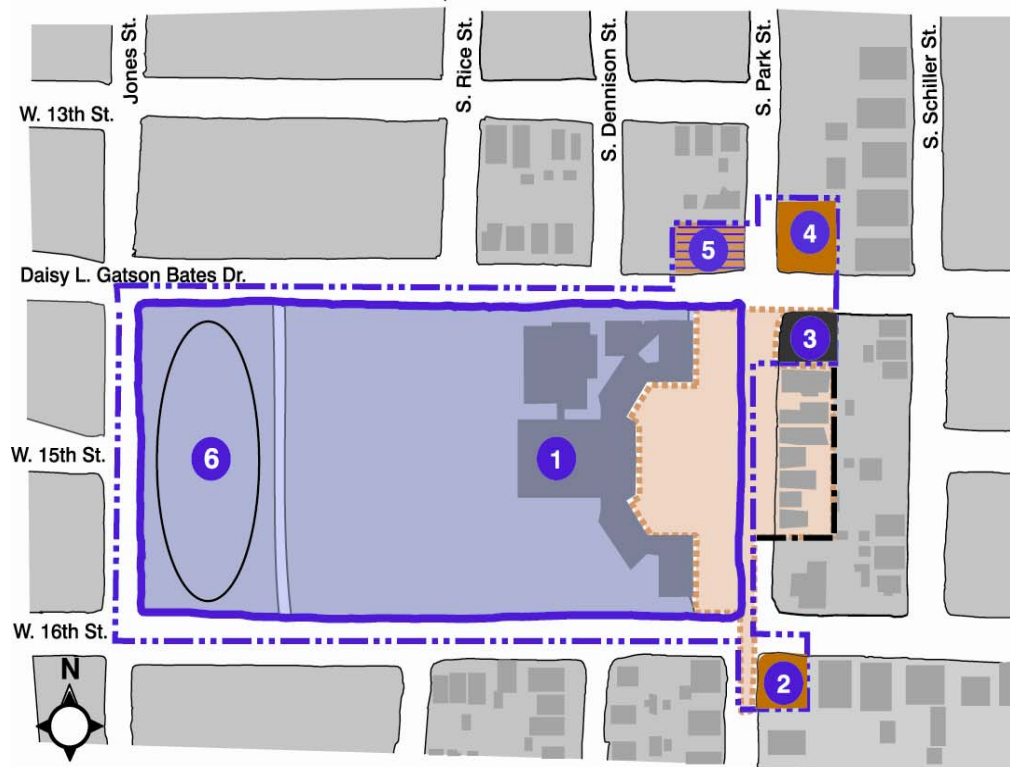 Jones St.
S. Rice St.
S. Dennison St.
S. Park St.
S. Schiller St.
W. 13th St.
4
5
Daisy L. Gatson Bates Dr.
3
W. 15th St.
6
1
W. 16th St.
N
2